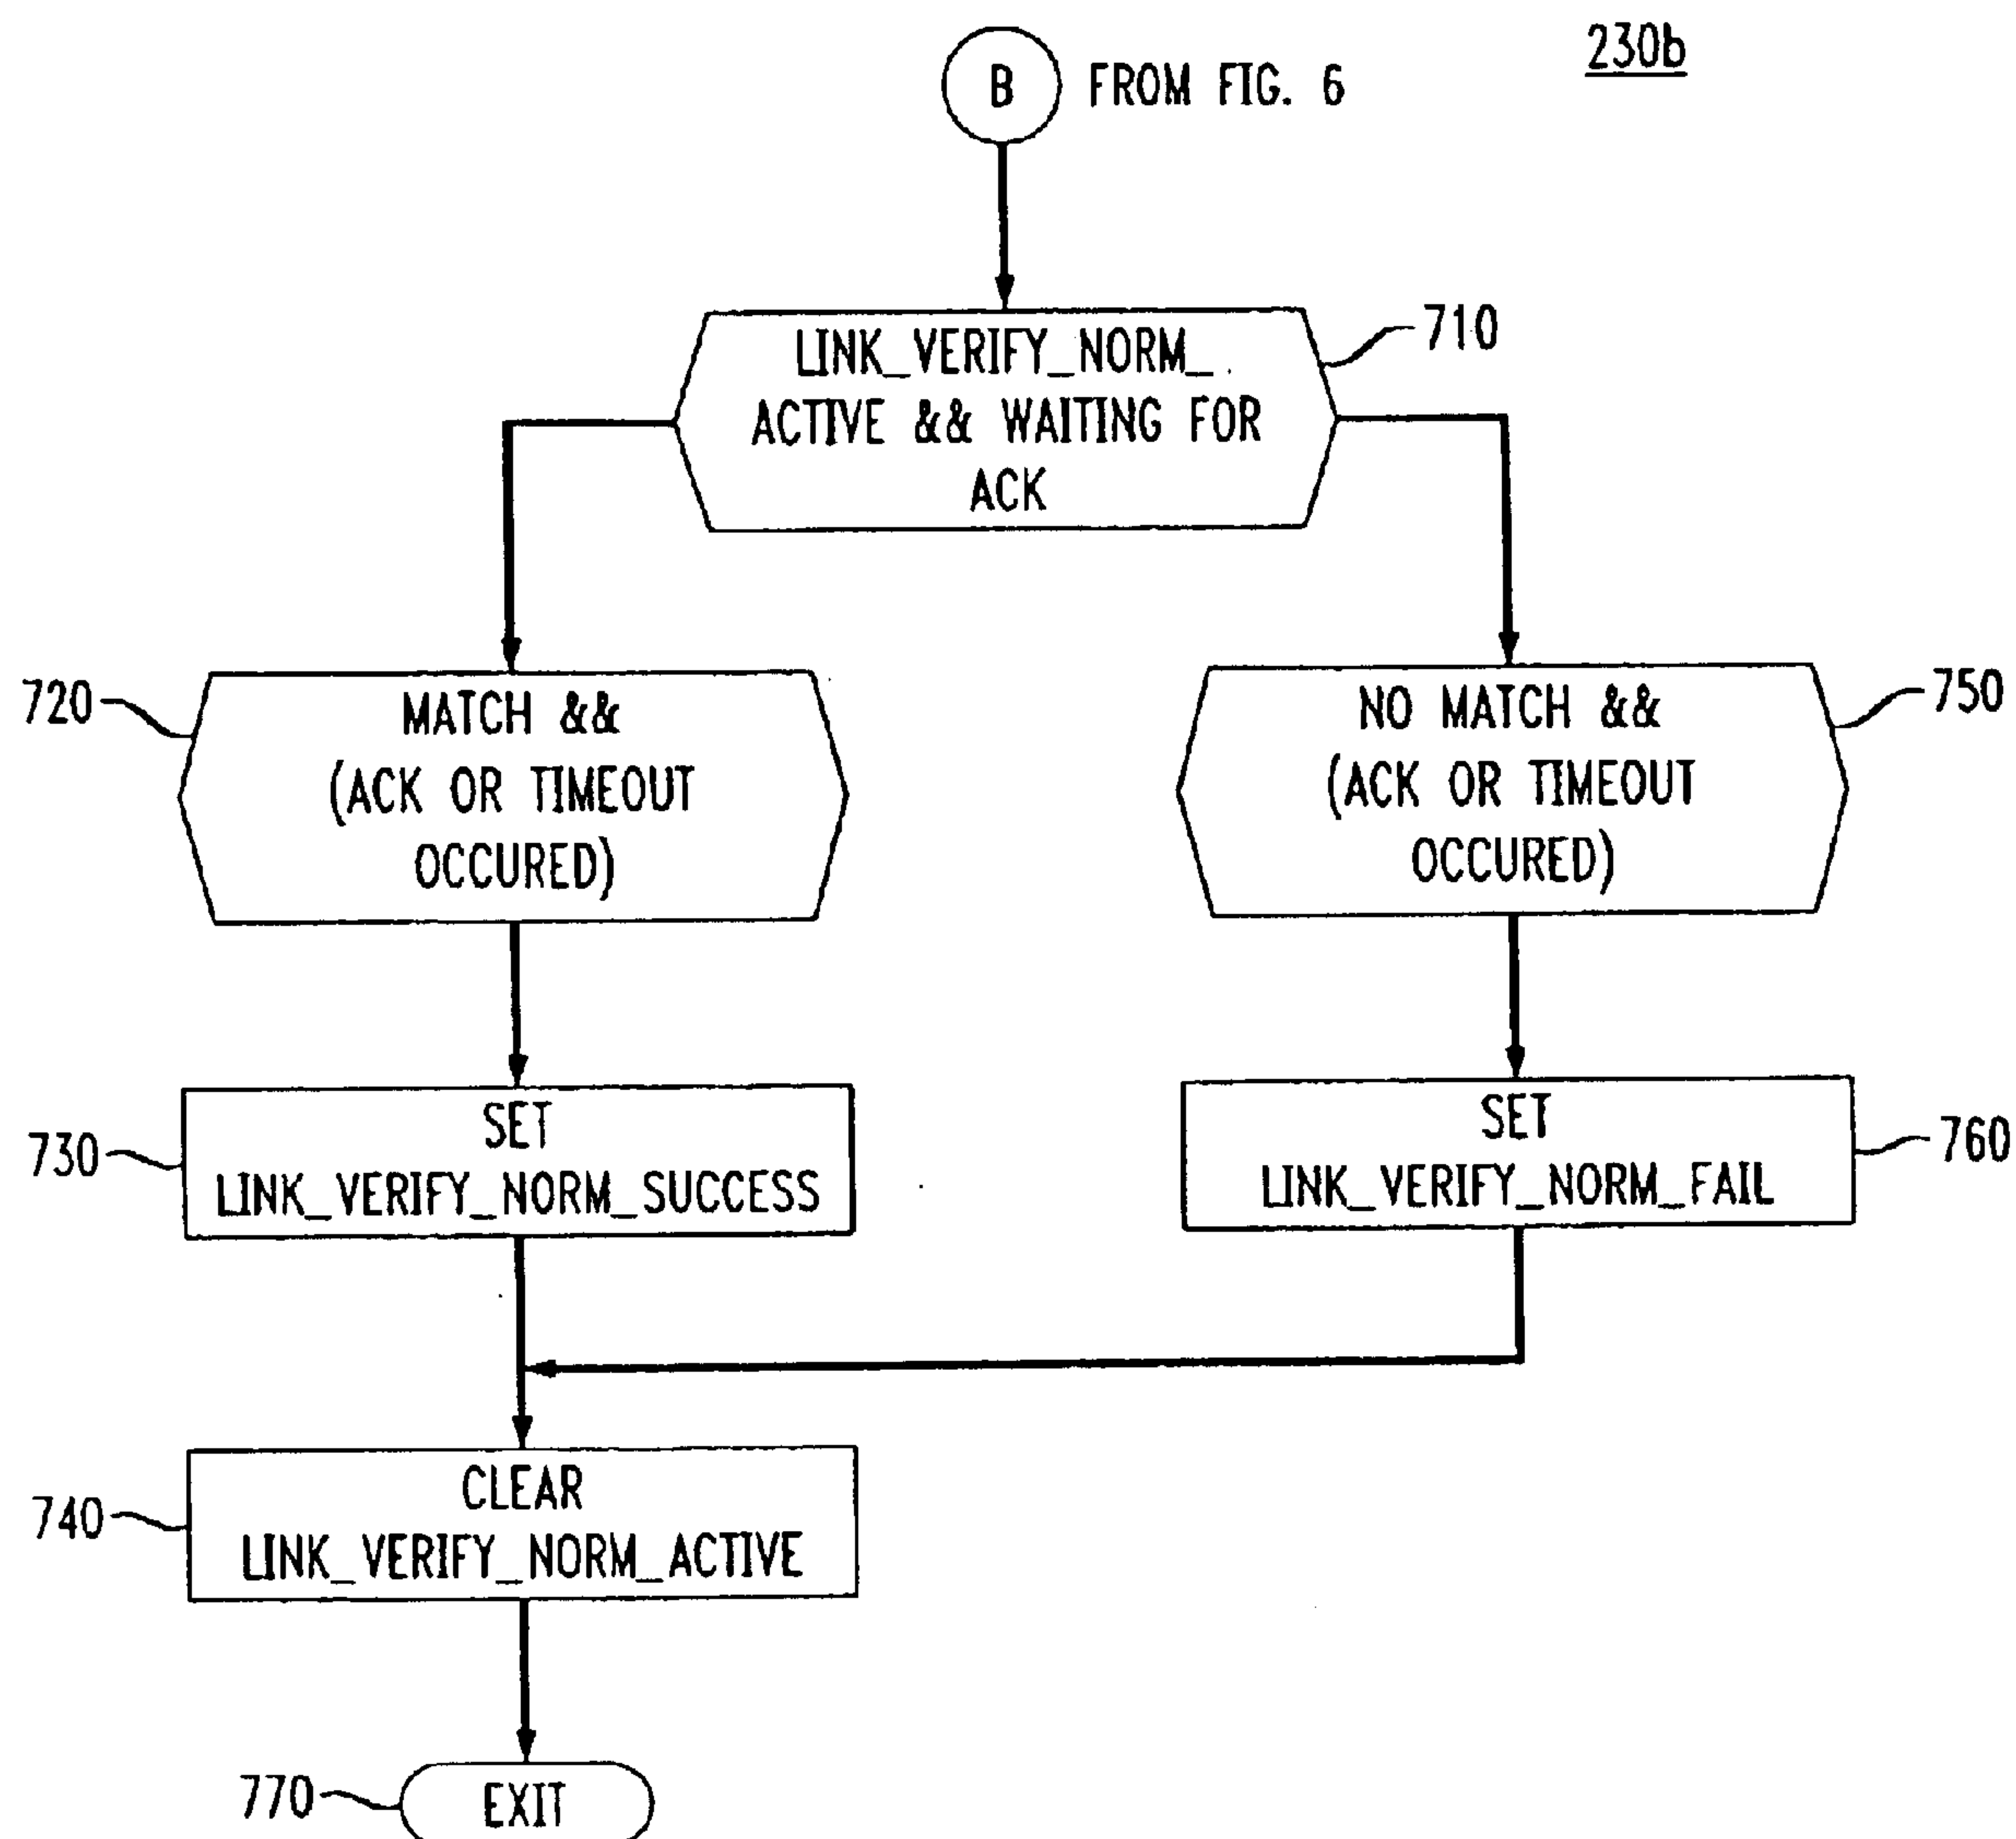 230b
B FROM FIG. 6
710
LINK_VERIFY_NORM_
ACTIVE && WAITING FOR
ACK
720
MATCH &&
(ACK OR TIMEOUT
OCCURED)
750
NO MATCH &&
(ACK OR TIMEOUT
OCCURED)
730
SET
LINK_VERIFY_NORM_SUCCESS
760
SET
LINK_VERIFY_NORM_FAIL
740
CLEAR
LINK_VERIFY_NORM_ACTIVE
770
EXIT